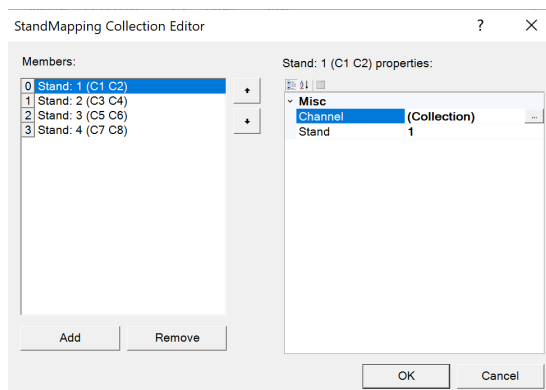 StandMapping Collection Editor
?
Members:
0 Stand: 1 (C1 C2)
1 Stand: 2 (C3 C4)
2 Stand: 3 (C5 C6)
3 Stand: 4 (C7 C8)
Add Remove
Stand: 1 (C1 C2) properties:
Misc
Channel (Collection) ...
Stand 1
OK Cancel